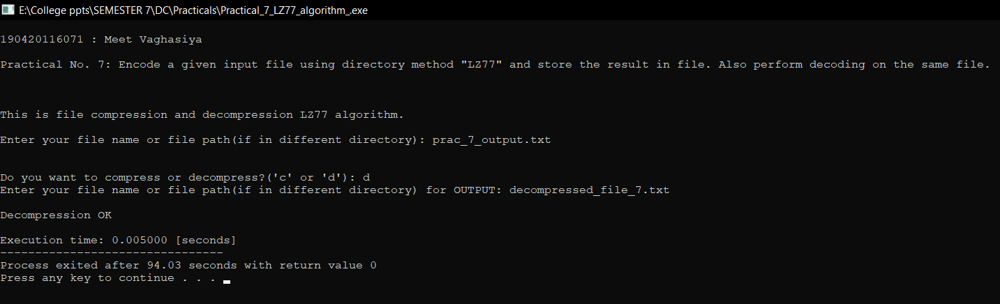 E:\College ppts\SEMESTER 7\DC\Practicals\Practical_7_LZ77_algorithm_.exe
190420116071 : Meet Vaghasiya
Practical No. 7: Encode a given input file using directory method "LZ77" and store the result in file. Also perform decoding on the same file.
This is file compression and decompression LZ77 algorithm.
Enter your file name or file path(if in different directory): prac_7_output.txt
Do you want to compress or decompress?('c' or 'd'): d
Enter your file name or file path(if in different directory) for OUTPUT: decompressed_file_7.txt
Decompression OK
Execution time: 0.005000 [seconds]
--------------------------------
Process exited after 94.03 seconds with return value 0
Press any key to continue . . .